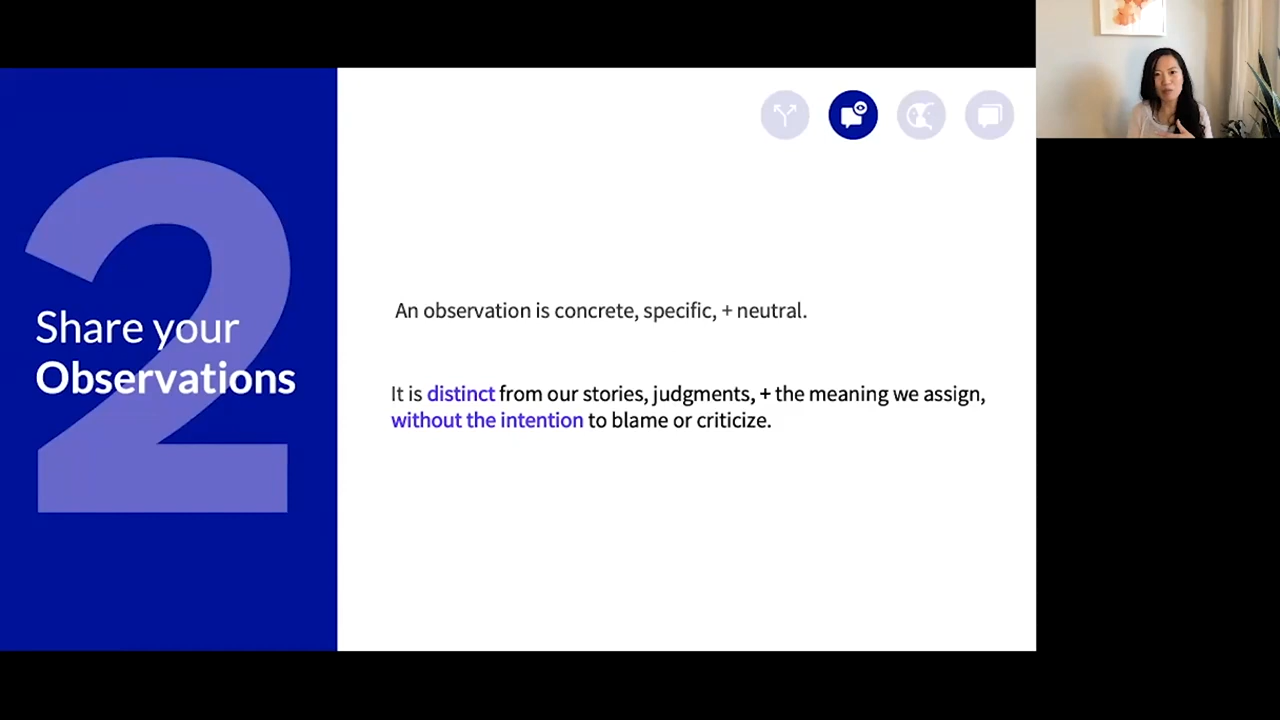 2
Share your
Observations
An observation is concrete, specific, + neutral.
It is distinct from our stories, judgments, + the meaning we assign,
without the intention to blame or criticize.